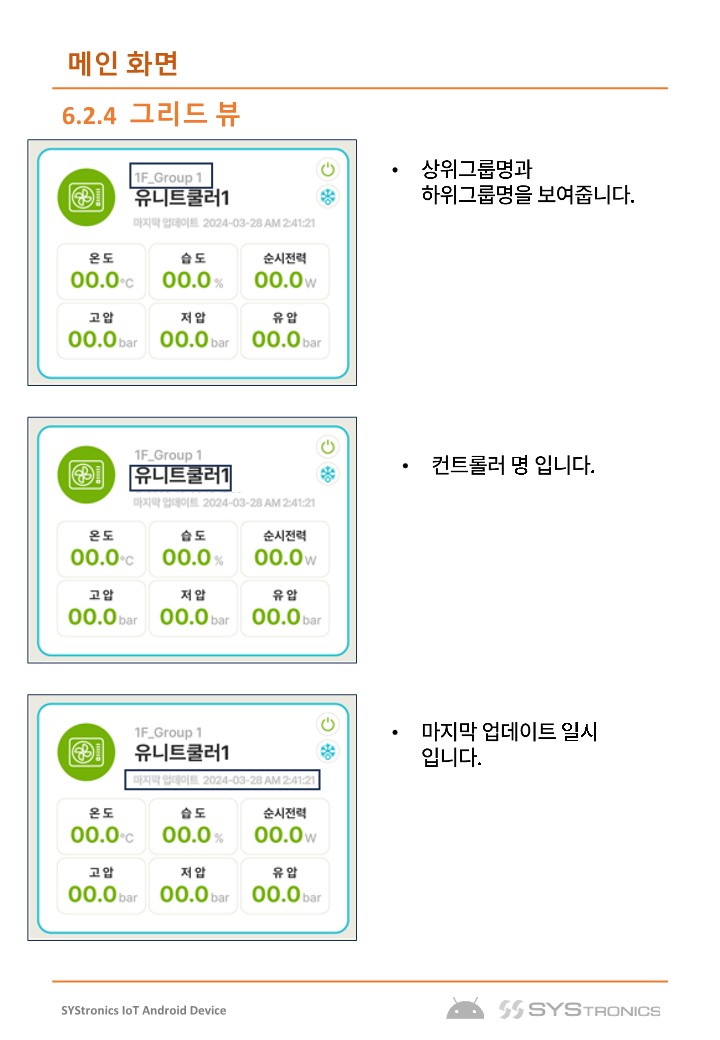 메인 화면
6.2.4 그리드 뷰
1F_Group 1
유니트쿨러1
마지막 업데이트 2024-03-28 AM 2:41:21
온도 습도 순시전력
00.0°C 00.0% 00.0W
고압 저압 유압
00.0bar 00.0bar 00.0bar
• 상위그룹명과
하위그룹명을 보여줍니다.
1F_Group 1
유니트쿨러1
마지막 업데이트 2024-03-28 AM 2:41:21
온도 습도 순시전력
00.0°C 00.0% 00.0W
고압 저압 유압
00.0bar 00.0bar 00.0bar
• 컨트롤러 명 입니다.
1F_Group 1
유니트쿨러1
마지막 업데이트 2024-03-28 AM 2:41:21
온도 습도 순시전력
00.0°C 00.0% 00.0W
고압 저압 유압
00.0bar 00.0bar 00.0bar
• 마지막 업데이트 일시
입니다.
SYStronics IoT Android Device
SYSTRONICS